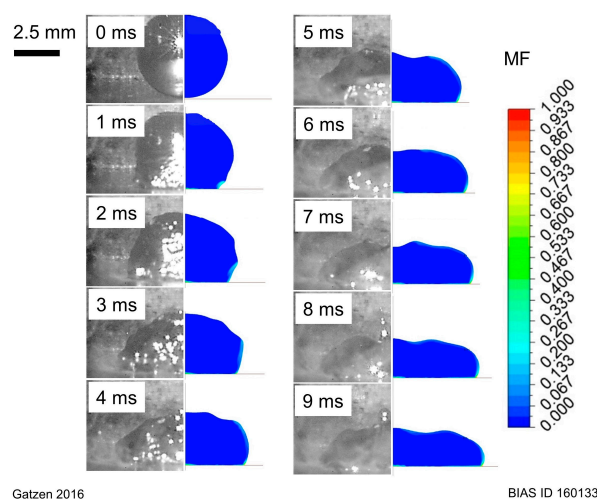 2.5 mm
0 ms
1 ms
2 ms
3 ms
4 ms
5 ms
6 ms
7 ms
8 ms
9 ms
MF
1.000
0.933
0.867
0.800
0.733
0.667
0.600
0.533
0.467
0.400
0.333
0.267
0.200
0.133
0.067
0.000
Gatzen 2016
BIAS ID 160133